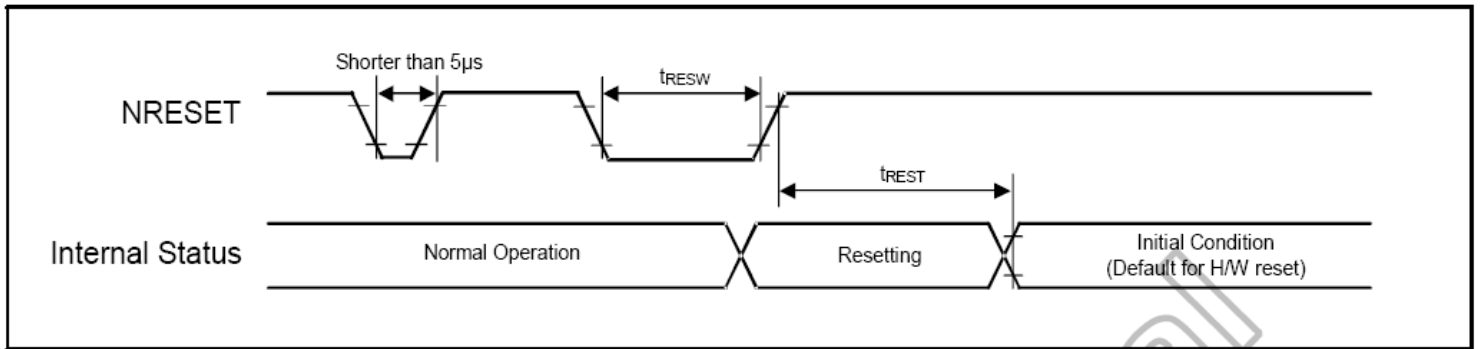 Shorter than 5µs
tRESW
NRESET
tREST
Internal Status
Normal Operation
Resetting
Initial Condition
(Default for H/W reset)